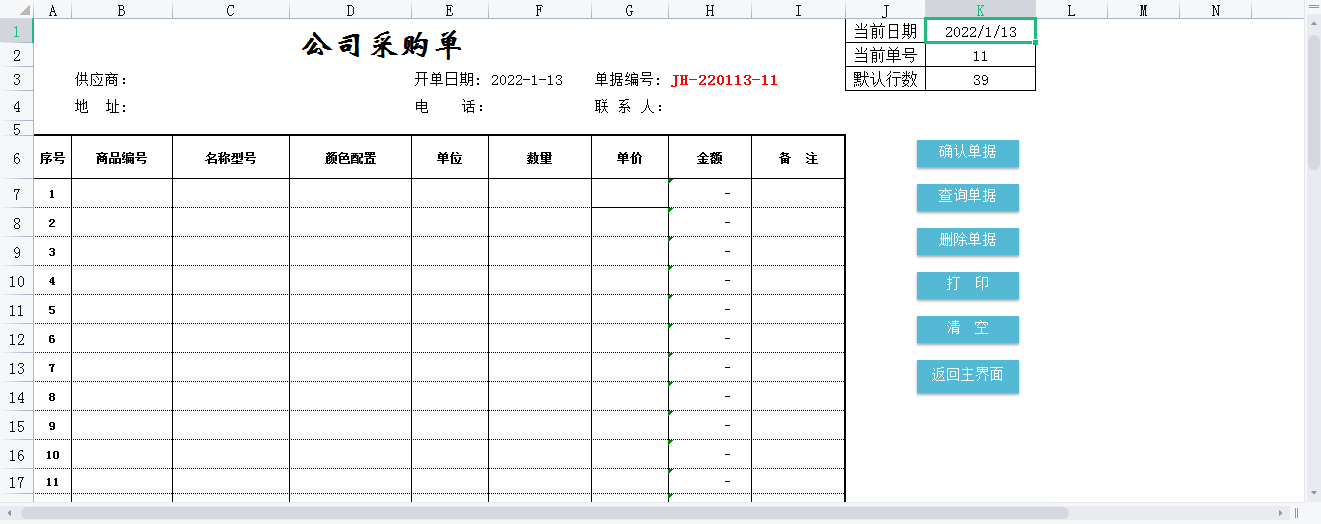 A B C D E F G H I J K L M N
1 公司采购单 当前日期 2022/1/13
2 当前单号 11
3 供应商: 开单日期: 2022-1-13 单据编号: JH-220113-11 默认行数 39
4 地 址: 电 话: 联 系 人:
5
6 序号 商品编号 名称型号 颜色配置 单位 数量 单价 金额 备 注
确认单据
7 1 -
查询单据
8 2 -
删除单据
9 3 -
10 4 -
打 印
11 5 -
清 空
12 6 -
13 7 -
返回主界面
14 8 -
15 9 -
16 10 -
17 11 -